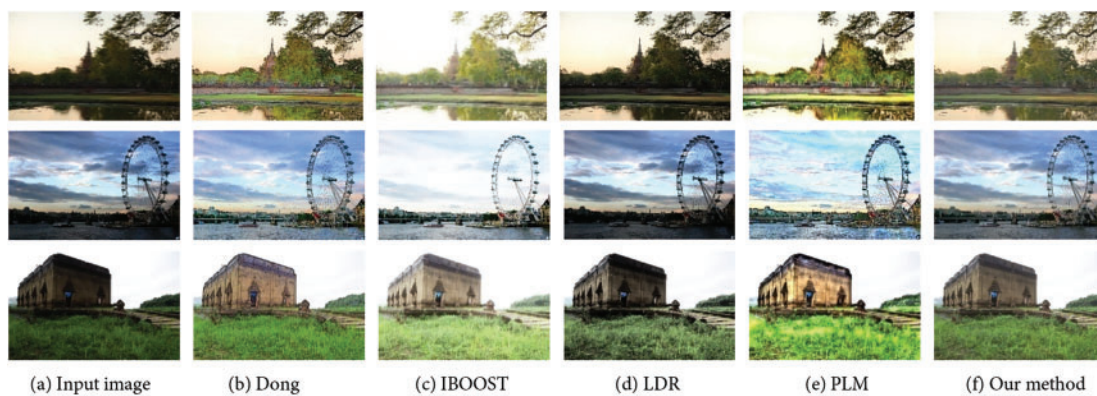 (a) Input image
(b) Dong
(c) IBOOST
(d) LDR
(e) PLM
(f) Our method